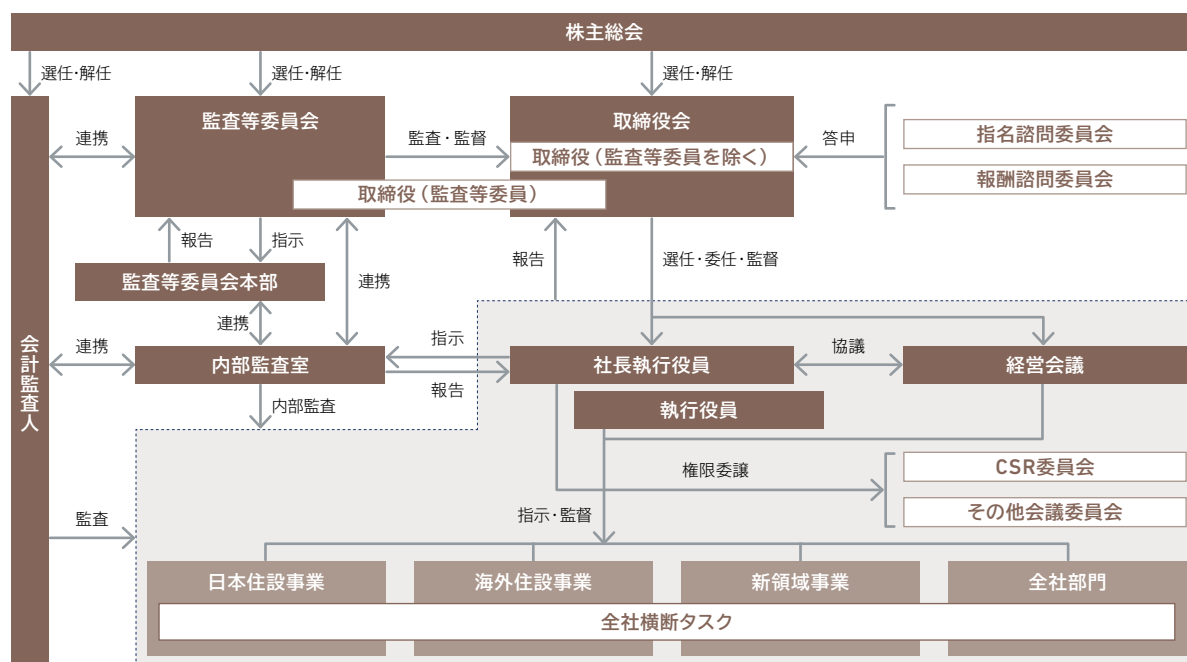 株主総会
選任・解任
選任・解任
選任・解任
会計監査人
連携
監査等委員会
監査・監督
取締役会
取締役（監査等委員を除く）
取締役（監査等委員）
答申
指名諮問委員会
報酬諮問委員会
報告
指示
連携
報告
選任・委任・監督
監査等委員会本部
連携
連携
内部監査室
指示
報告
社長執行役員
協議
経営会議
執行役員
内部監査
権限委譲
CSR委員会
その他会議委員会
監査
指示・監督
日本住設事業
海外住設事業
新領域事業
全社部門
全社横断タスク